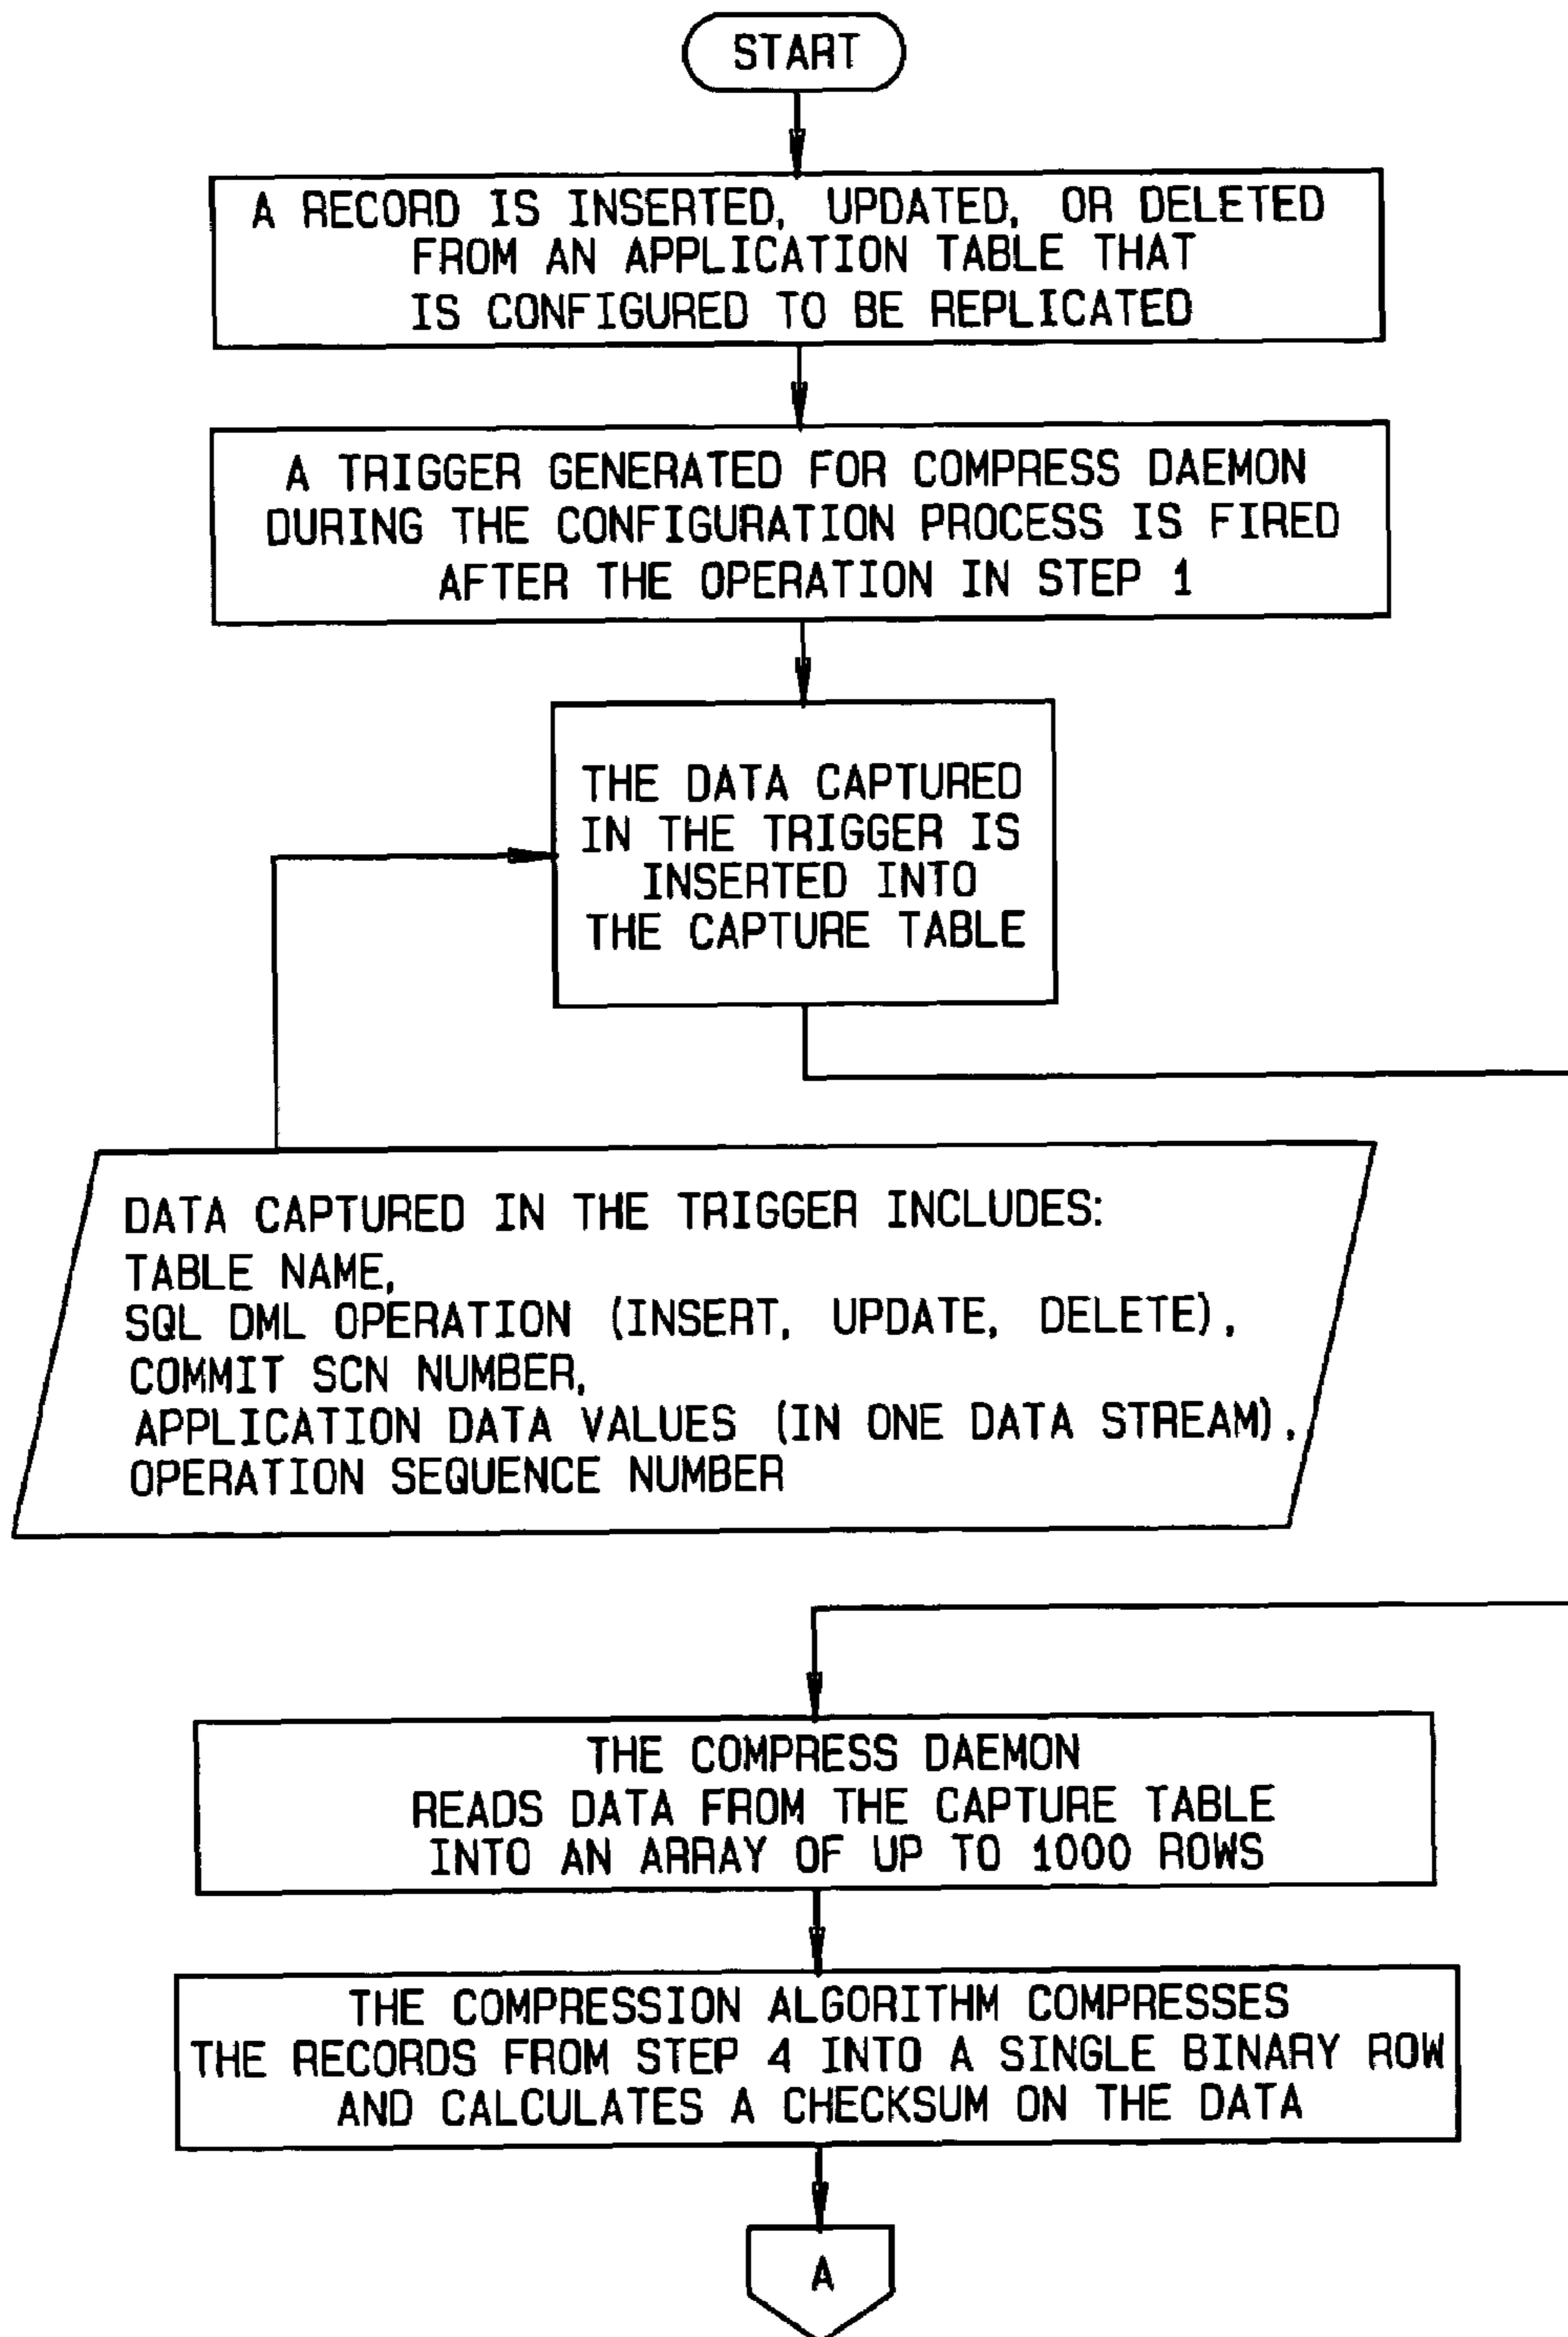 START
A RECORD IS INSERTED, UPDATED, OR DELETED
FROM AN APPLICATION TABLE THAT
IS CONFIGURED TO BE REPLICATED
A TRIGGER GENERATED FOR COMPRESS DAEMON
DURING THE CONFIGURATION PROCESS IS FIRED
AFTER THE OPERATION IN STEP 1
THE DATA CAPTURED
IN THE TRIGGER IS
INSERTED INTO
THE CAPTURE TABLE
DATA CAPTURED IN THE TRIGGER INCLUDES:
TABLE NAME,
SQL DML OPERATION (INSERT, UPDATE, DELETE),
COMMIT SCN NUMBER,
APPLICATION DATA VALUES (IN ONE DATA STREAM),
OPERATION SEQUENCE NUMBER
THE COMPRESS DAEMON
READS DATA FROM THE CAPTURE TABLE
INTO AN ARRAY OF UP TO 1000 ROWS
THE COMPRESSION ALGORITHM COMPRESSES
THE RECORDS FROM STEP 4 INTO A SINGLE BINARY ROW
AND CALCULATES A CHECKSUM ON THE DATA
A